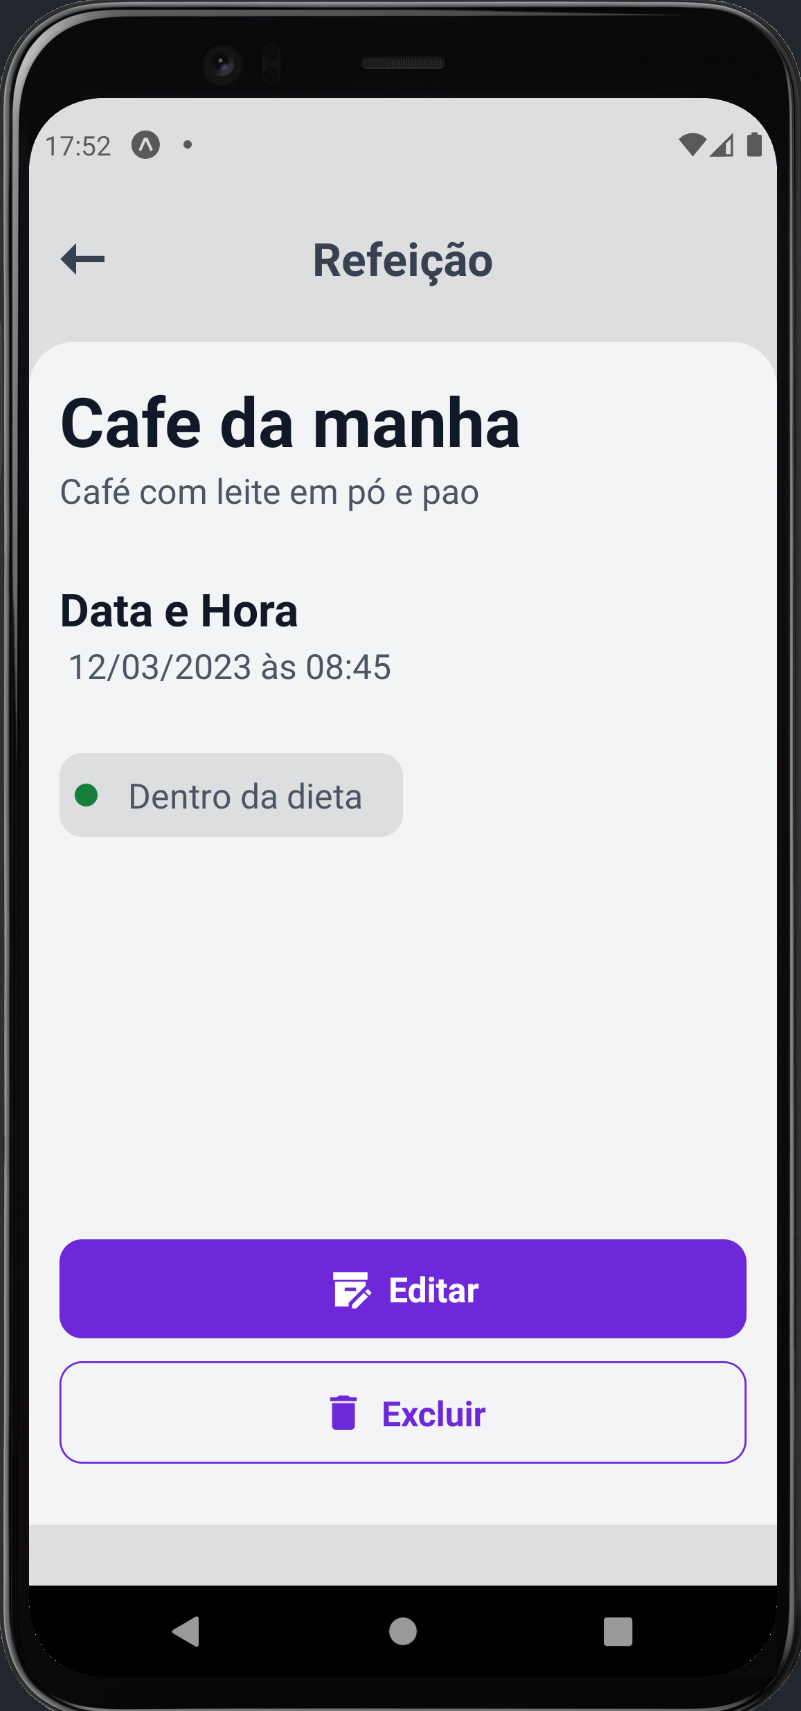 17:52
Refeição
Cafe da manha
Café com leite em pó e pao
Data e Hora
12/03/2023 às 08:45
Dentro da dieta
Editar
Excluir